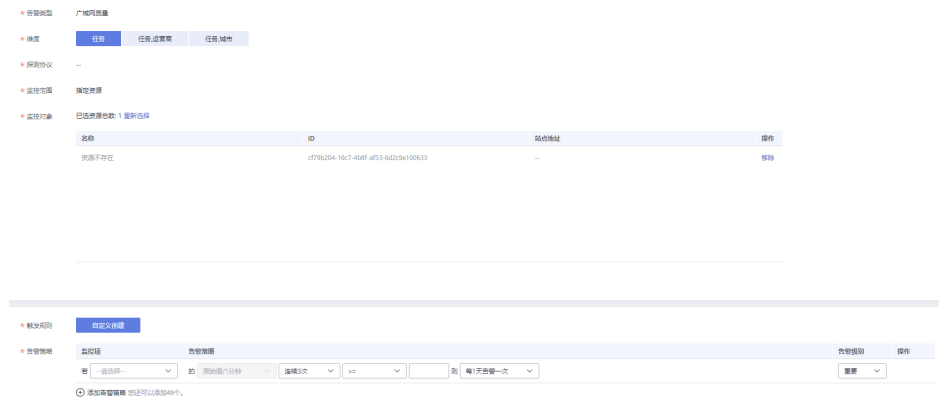 * 告警类型 广域网质量
* 维度 任务 任务,运营商 任务,城市
* 探测协议 --
* 监控范围 指定资源
* 监控对象 已选资源总数: 1 重新选择
名称 ID 站点地址 操作
资源不存在 cf79b204-16c7-4b8f-af53-6d2c9e100633 -- 移除
* 触发规则 自定义创建
* 告警策略 监控项 告警策略 告警级别 操作
若 --请选择-- 的 原始值/1分钟 连续3次 >= 则 每1天告警一次 重要
添加告警策略 您还可以添加49个。